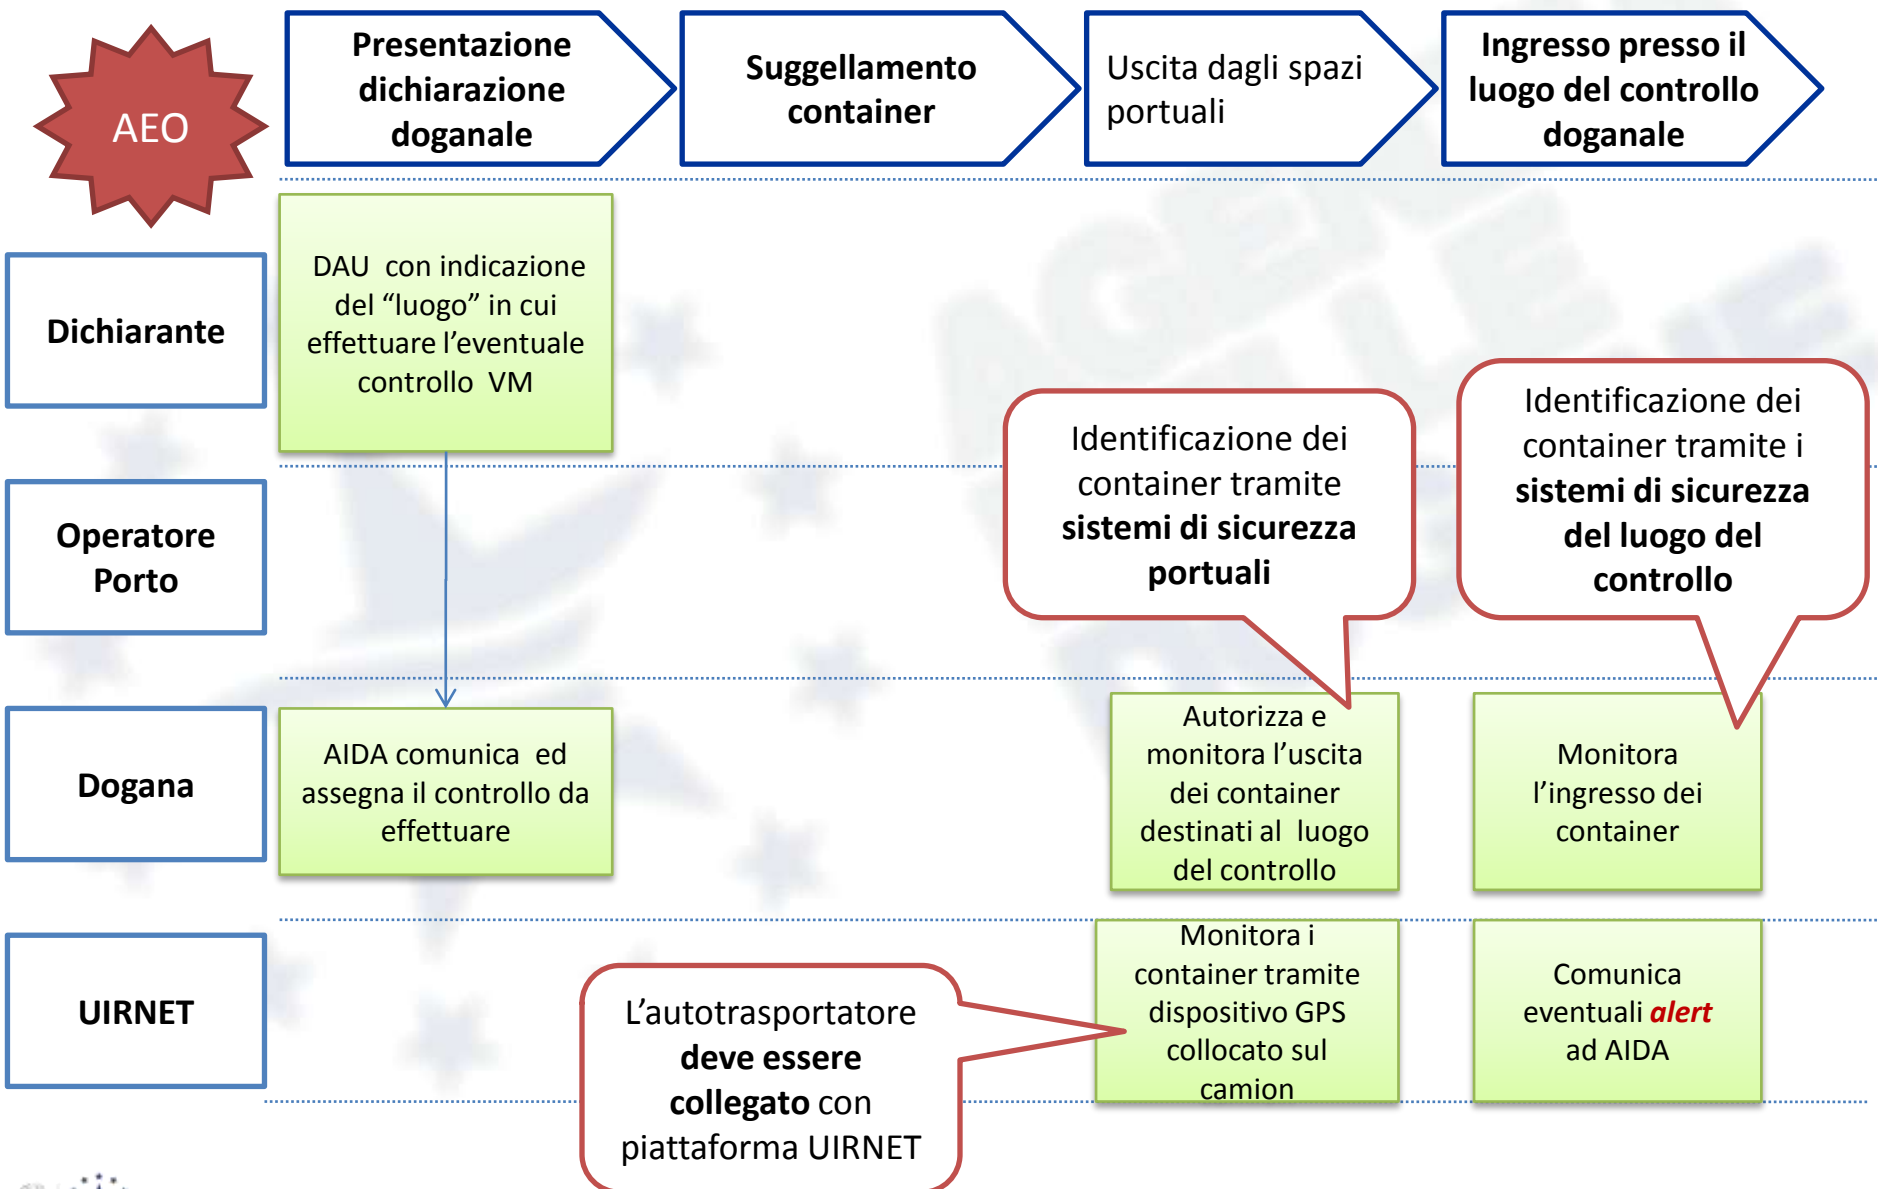 AEO
Presentazione
dichiarazione
doganale
Suggellamento
container
Uscita dagli spazi
portuali
Ingresso presso il
luogo del controllo
doganale
Dichiarante
DAU con indicazione
del “luogo” in cui
effettuare l’eventuale
controllo VM
Operatore
Porto
Identificazione dei
container tramite
sistemi di sicurezza
portuali
Identificazione dei
container tramite i
sistemi di sicurezza
del luogo del
controllo
Dogana
AIDA comunica ed
assegna il controllo da
effettuare
Autorizza e
monitora l’uscita
dei container
destinati al luogo
del controllo
Monitora
l’ingresso dei
container
UIRNET
L’autotrasportatore
deve essere
collegato con
piattaforma UIRNET
Monitora i
container tramite
dispositivo GPS
collocato sul
camion
Comunica
eventuali alert
ad AIDA